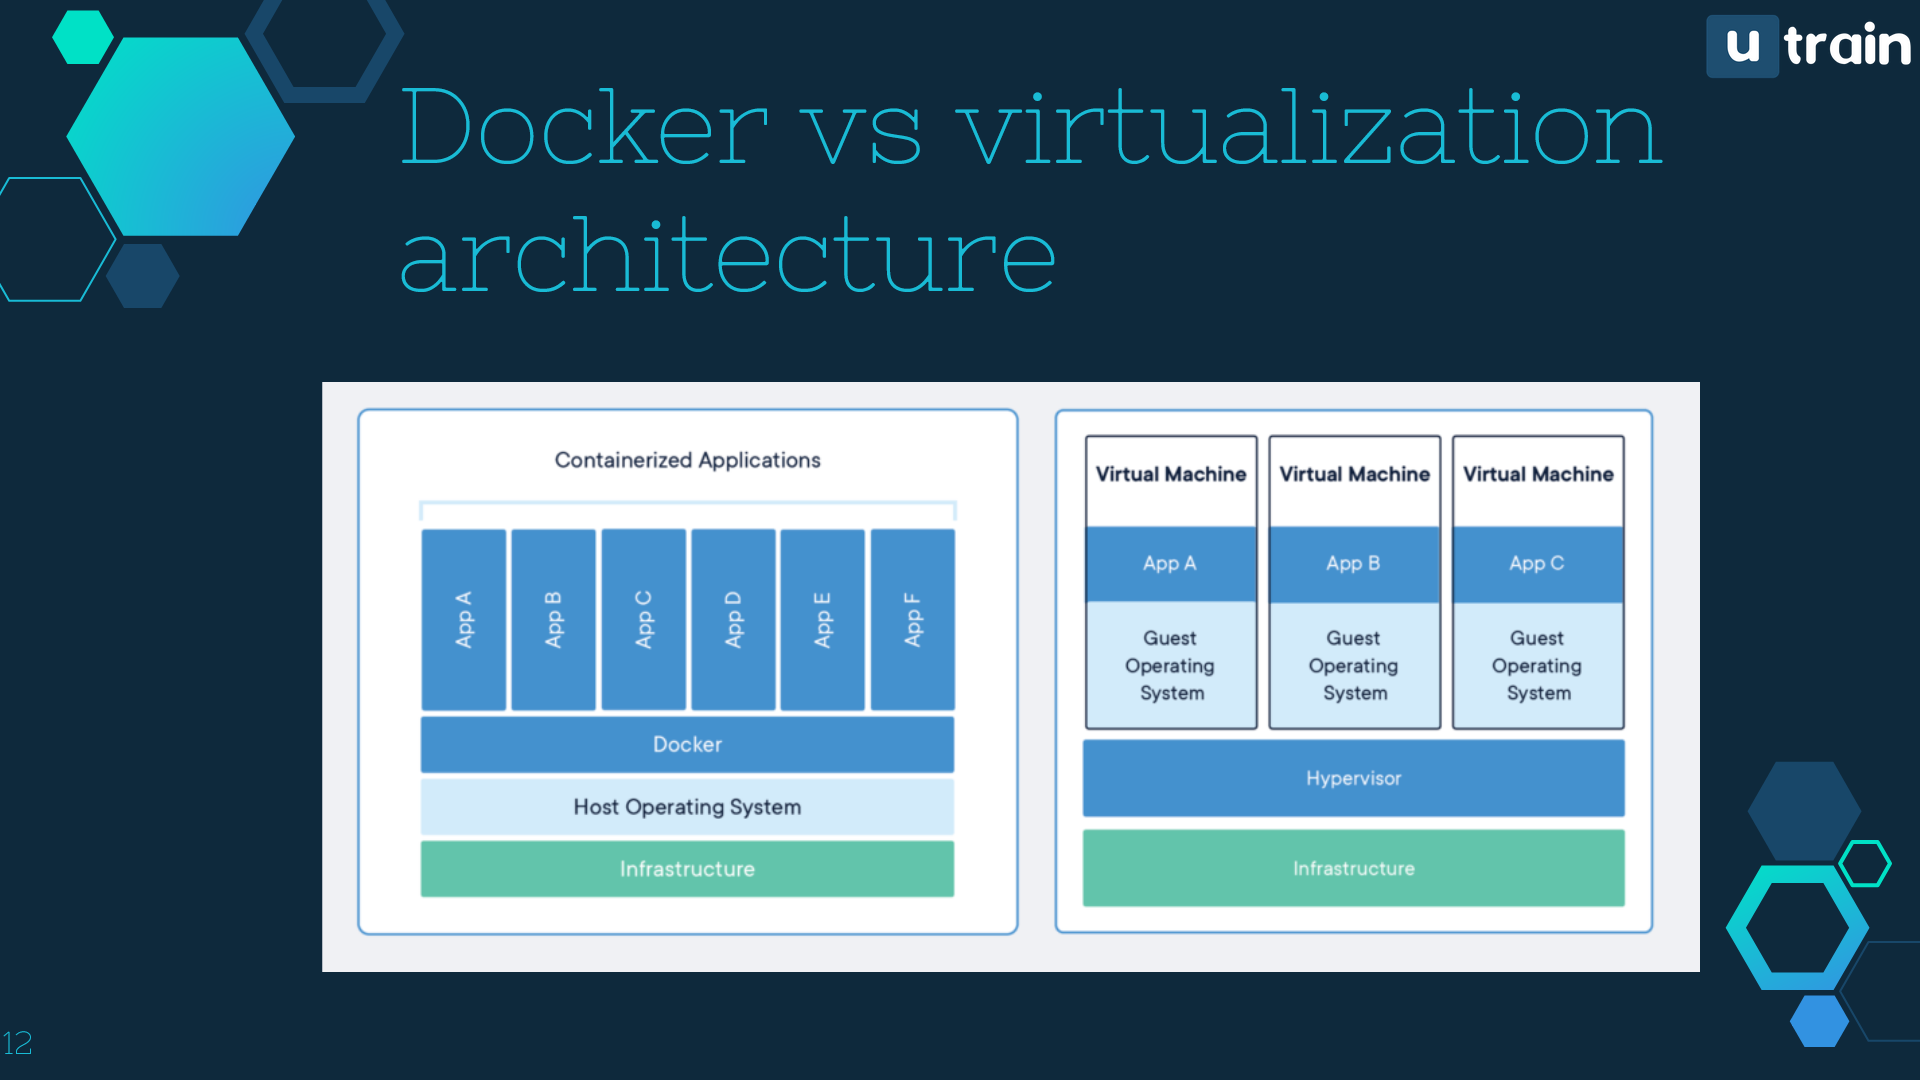 u train
Docker vs virtualization
architecture
Containerized Applications
App A
App B
App C
App D
App E
App F
Docker
Host Operating System
Infrastructure
Virtual Machine
App A
Guest
Operating
System
Virtual Machine
App B
Guest
Operating
System
Virtual Machine
App C
Guest
Operating
System
Hypervisor
Infrastructure
12